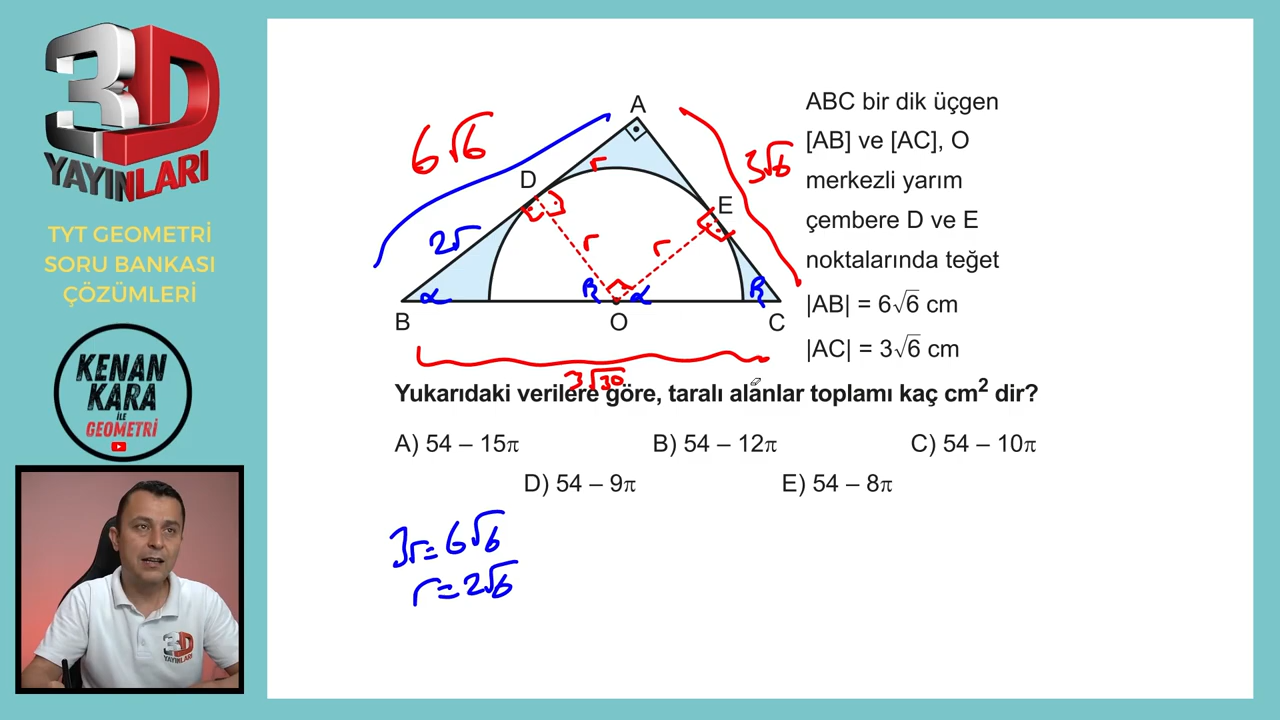 3D
YAYINLARI
TYT GEOMETRİ
SORU BANKASI
ÇÖZÜMLERİ
KENAN
KARA
İLE
GEOMETRİ
3D
YAYINLARI
A
6√6
3√6
r
D
E
2r
r
r
α
β
α
β
B
O
C
3√30
ABC bir dik üçgen
[AB] ve [AC], O
merkezli yarım
çembere D ve E
noktalarında teğet
|AB| = 6√6 cm
|AC| = 3√6 cm
Yukarıdaki verilere göre, taralı alanlar toplamı kaç cm² dir?
A) 54 – 15π
B) 54 – 12π
C) 54 – 10π
D) 54 – 9π
E) 54 – 8π
3r=6√6
r=2√6